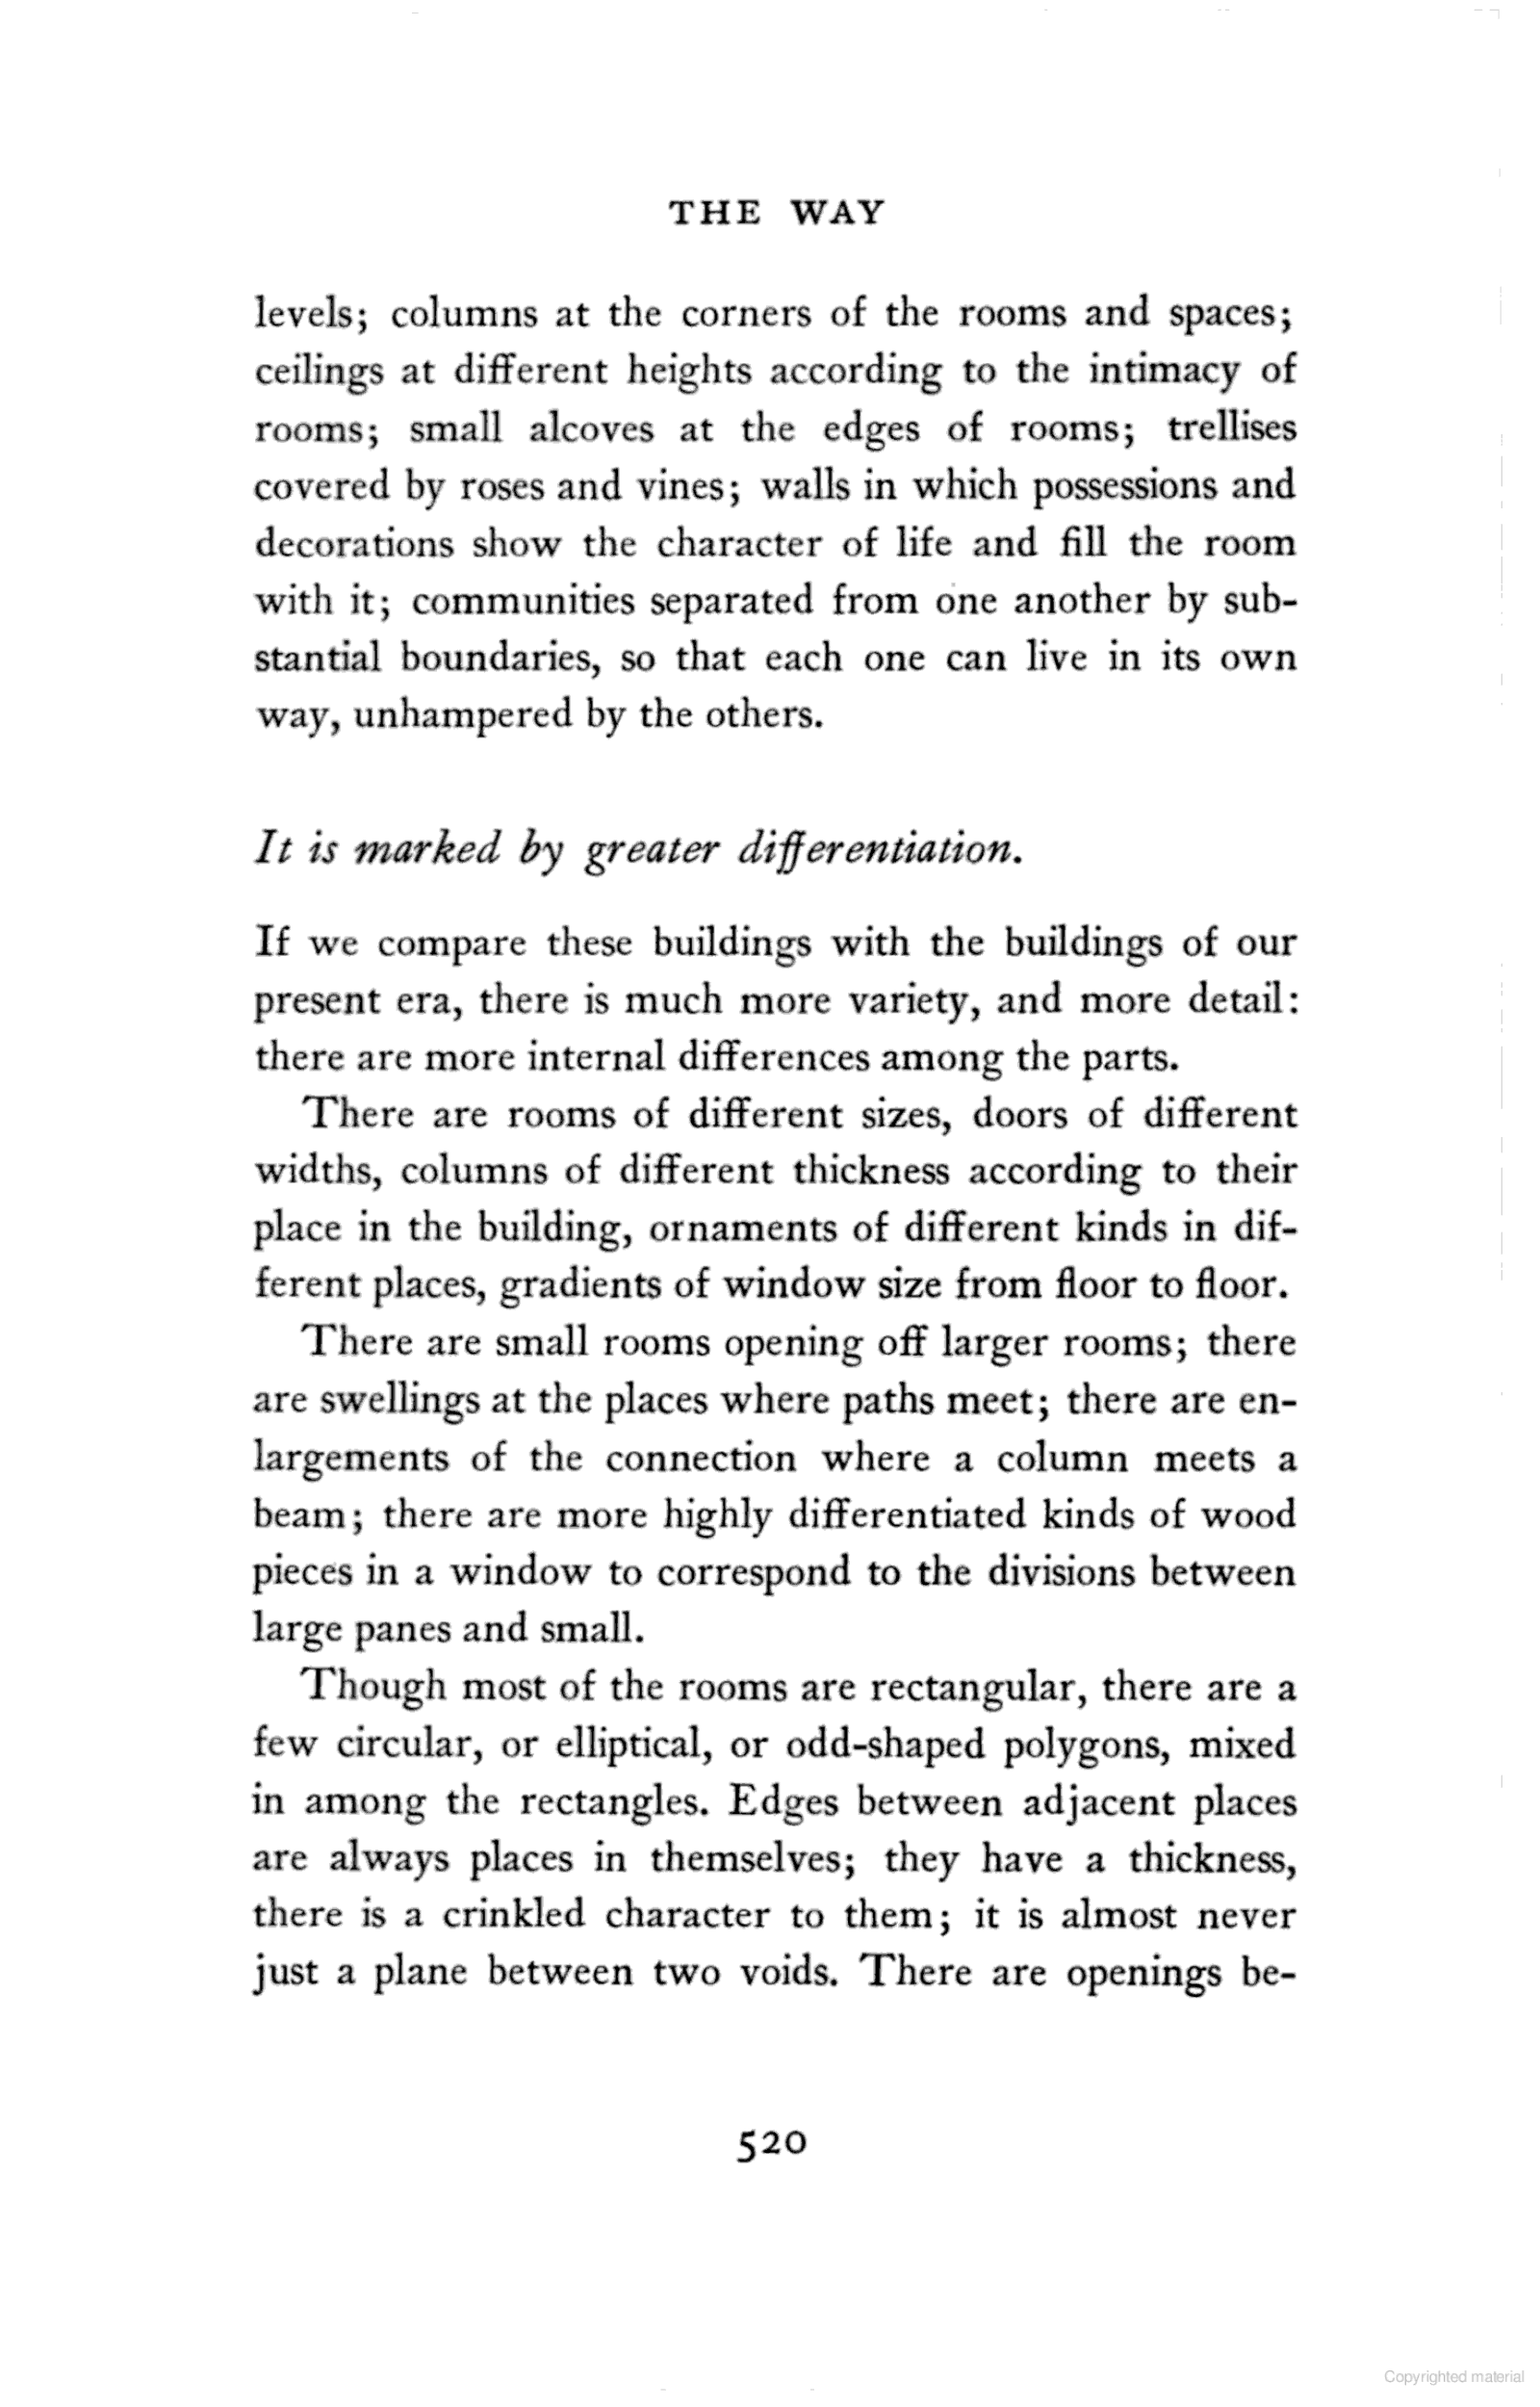 THE WAY
levels; columns at the corners of the rooms and spaces;
ceilings at different heights according to the intimacy of
rooms; small alcoves at the edges of rooms; trellises
covered by roses and vines; walls in which possessions and
decorations show the character of life and fill the room
with it; communities separated from one another by sub-
stantial boundaries, so that each one can live in its own
way, unhampered by the others.
It is marked by greater differentiation.
If we compare these buildings with the buildings of our
present era, there is much more variety, and more detail:
there are more internal differences among the parts.
There are rooms of different sizes, doors of different
widths, columns of different thickness according to their
place in the building, ornaments of different kinds in dif-
ferent places, gradients of window size from floor to floor.
There are small rooms opening off larger rooms; there
are swellings at the places where paths meet; there are en-
largements of the connection where a column meets a
beam; there are more highly differentiated kinds of wood
pieces in a window to correspond to the divisions between
large panes and small.
Though most of the rooms are rectangular, there are a
few circular, or elliptical, or odd-shaped polygons, mixed
in among the rectangles. Edges between adjacent places
are always places in themselves; they have a thickness,
there is a crinkled character to them; it is almost never
just a plane between two voids. There are openings be-
520
Copyrighted material